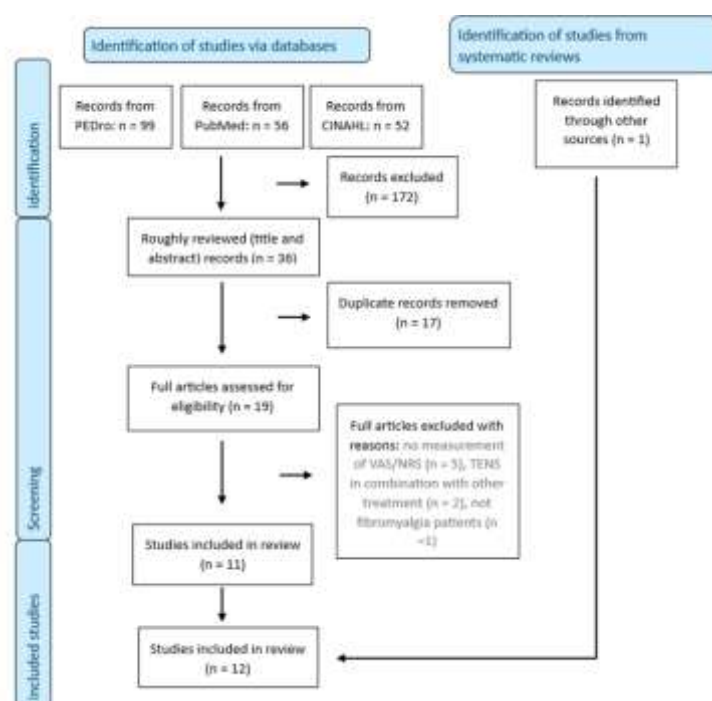 Identification of studies via databases
Identification of studies from
systematic reviews
Identification
Records from
PEDro: n = 99
Records from
PubMed: n = 56
Records from
CINAHL: n = 52
Records identified
through other
sources (n = 1)
Records excluded
(n = 172)
Screening
Roughly reviewed (title and
abstract) records (n = 36)
Duplicate records removed
(n = 17)
Full articles assessed for
eligibility (n = 19)
Full articles excluded with
reasons: no measurement
of VAS/NRS (n = 5), TENS
in combination with other
treatment (n = 2), not
fibromyalgia patients (n
=1)
Studies included in review
(n = 11)
Included studies
Studies included in review
(n = 12)